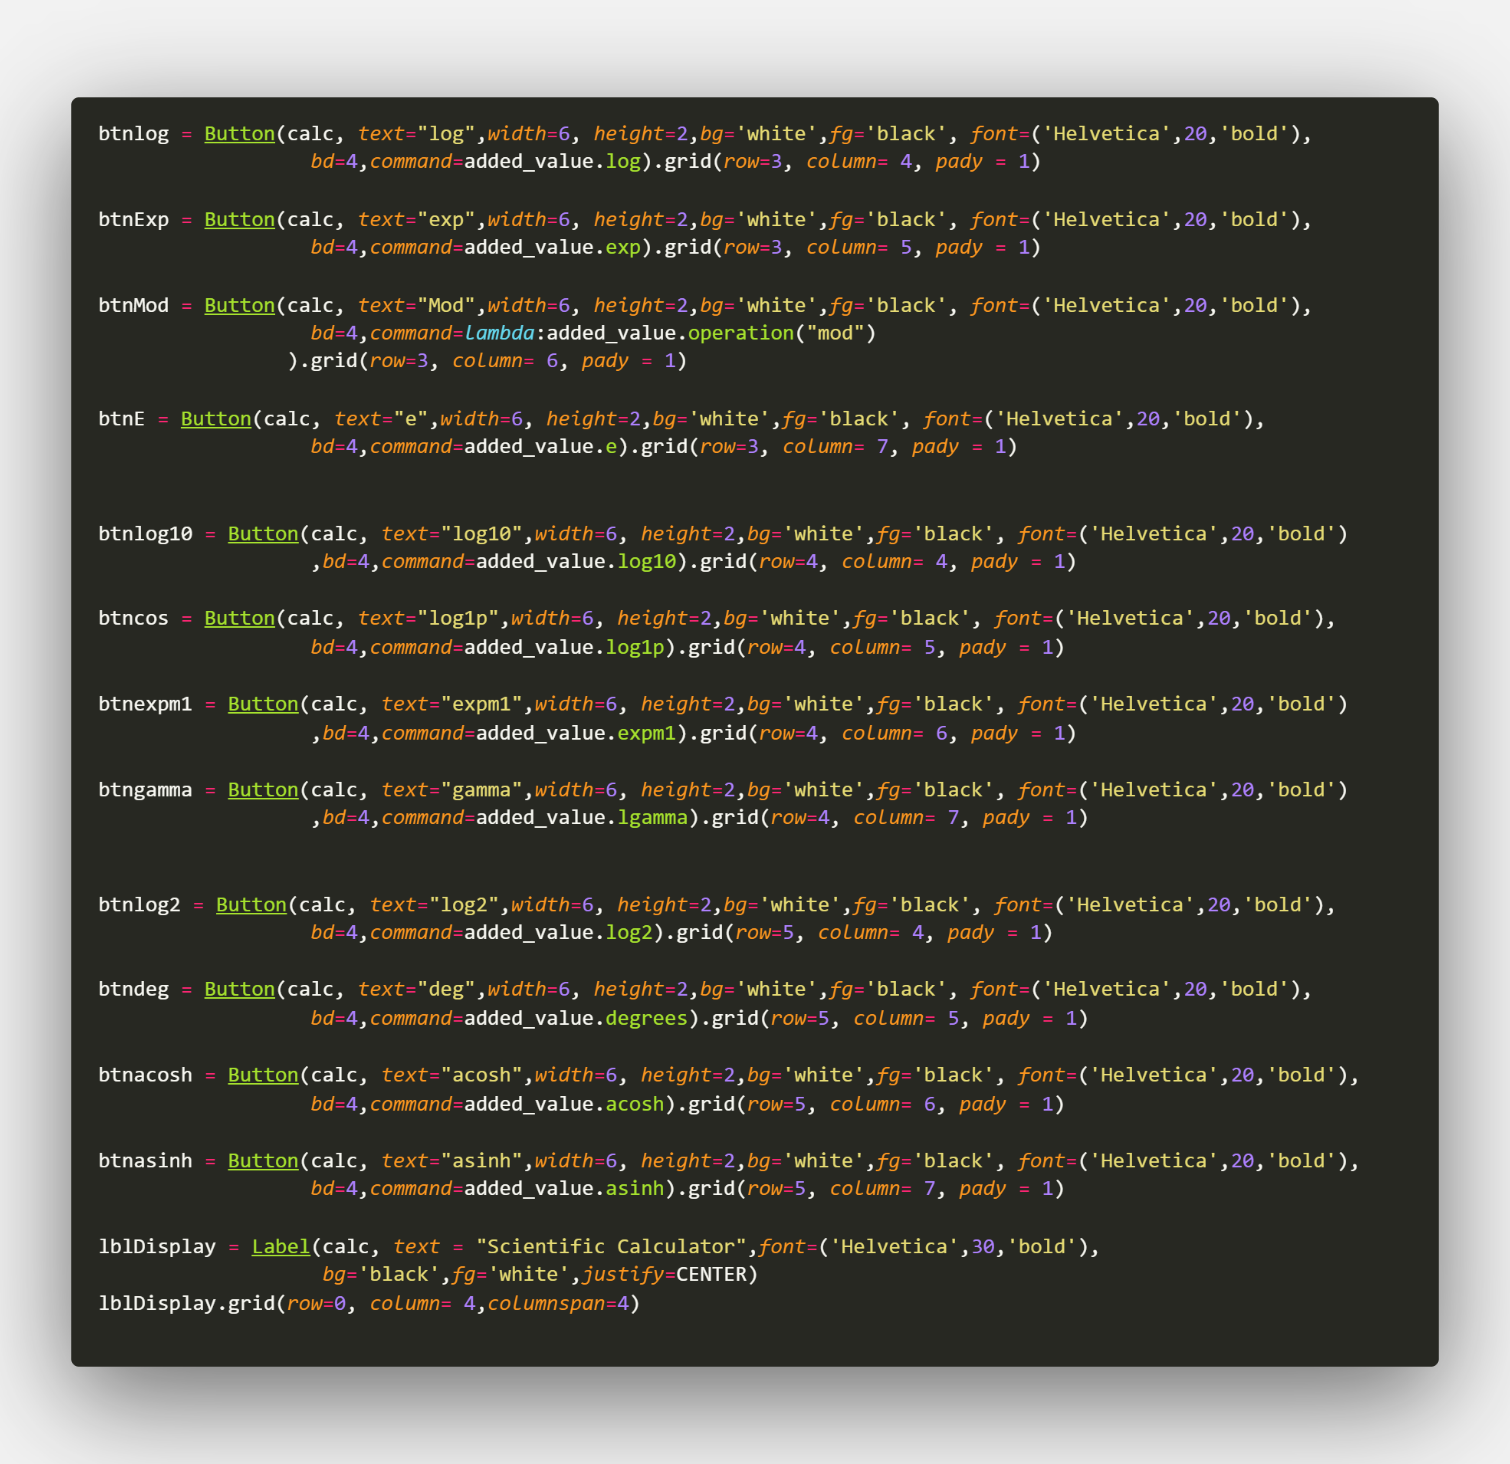 btnlog = Button(calc, text="log",width=6, height=2,bg='white',fg='black', font=('Helvetica',20,'bold'),
bd=4,command=added_value.log).grid(row=3, column= 4, pady = 1)
btnExp = Button(calc, text="exp",width=6, height=2,bg='white',fg='black', font=('Helvetica',20,'bold'),
bd=4,command=added_value.exp).grid(row=3, column= 5, pady = 1)
btnMod = Button(calc, text="Mod",width=6, height=2,bg='white',fg='black', font=('Helvetica',20,'bold'),
bd=4,command=lambda:added_value.operation("mod")
).grid(row=3, column= 6, pady = 1)
btnE = Button(calc, text="e",width=6, height=2,bg='white',fg='black', font=('Helvetica',20,'bold'),
bd=4,command=added_value.e).grid(row=3, column= 7, pady = 1)
btnlog10 = Button(calc, text="log10",width=6, height=2,bg='white',fg='black', font=('Helvetica',20,'bold')
,bd=4,command=added_value.log10).grid(row=4, column= 4, pady = 1)
btncos = Button(calc, text="log1p",width=6, height=2,bg='white',fg='black', font=('Helvetica',20,'bold'),
bd=4,command=added_value.log1p).grid(row=4, column= 5, pady = 1)
btnexpm1 = Button(calc, text="expm1",width=6, height=2,bg='white',fg='black', font=('Helvetica',20,'bold')
,bd=4,command=added_value.expm1).grid(row=4, column= 6, pady = 1)
btngamma = Button(calc, text="gamma",width=6, height=2,bg='white',fg='black', font=('Helvetica',20,'bold')
,bd=4,command=added_value.lgamma).grid(row=4, column= 7, pady = 1)
btnlog2 = Button(calc, text="log2",width=6, height=2,bg='white',fg='black', font=('Helvetica',20,'bold'),
bd=4,command=added_value.log2).grid(row=5, column= 4, pady = 1)
btndeg = Button(calc, text="deg",width=6, height=2,bg='white',fg='black', font=('Helvetica',20,'bold'),
bd=4,command=added_value.degrees).grid(row=5, column= 5, pady = 1)
btnacosh = Button(calc, text="acosh",width=6, height=2,bg='white',fg='black', font=('Helvetica',20,'bold'),
bd=4,command=added_value.acosh).grid(row=5, column= 6, pady = 1)
btnasinh = Button(calc, text="asinh",width=6, height=2,bg='white',fg='black', font=('Helvetica',20,'bold'),
bd=4,command=added_value.asinh).grid(row=5, column= 7, pady = 1)
lblDisplay = Label(calc, text = "Scientific Calculator",font=('Helvetica',30,'bold'),
bg='black',fg='white',justify=CENTER)
lblDisplay.grid(row=0, column= 4,columnspan=4)